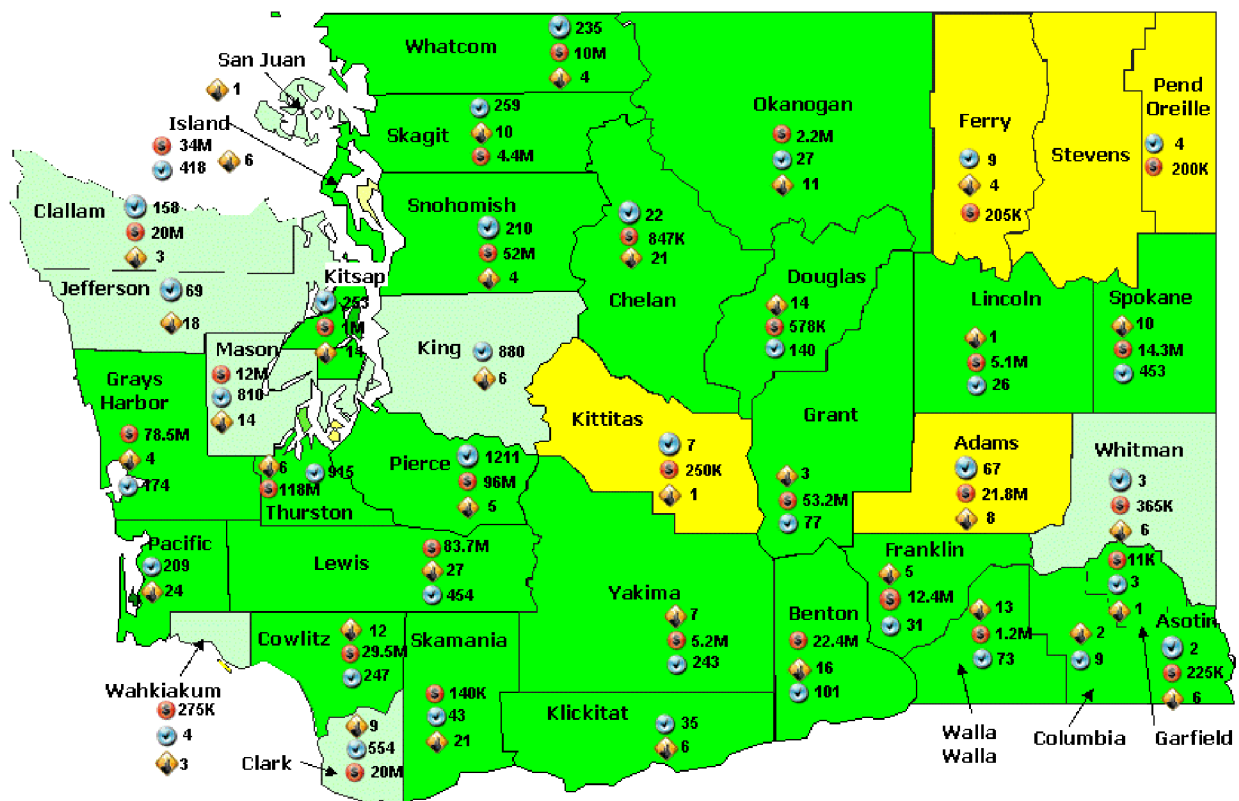 Whatcom
235
10M
4
San Juan
1
Island
34M
418
6
Skagit
259
10
4.4M
Okanogan
2.2M
27
11
Ferry
9
4
205K
Stevens
Pend
Oreille
4
200K
Clallam
158
20M
3
Snohomish
210
52M
4
22
847K
21
Chelan
Jefferson
69
18
Kitsap
253
1M
14
Douglas
14
578K
140
Lincoln
1
5.1M
26
Spokane
10
14.3M
453
Mason
12M
810
14
King
880
6
Grays
Harbor
78.5M
4
174
Kittitas
7
250K
1
Grant
3
53.2M
77
Adams
67
21.8M
8
Whitman
3
365K
6
6
915
118M
Thurston
Pierce
1211
96M
5
Pacific
209
24
Lewis
83.7M
27
454
Yakima
7
5.2M
243
Benton
22.4M
16
101
Franklin
5
12.4M
31
13
1.2M
73
11K
3
1
2
9
Asotin
2
225K
6
Cowlitz
12
29.5M
247
Skamania
140K
43
21
Wahkiakum
275K
4
3
Clark
9
554
20M
Klickitat
35
6
Walla
Walla
Columbia
Garfield